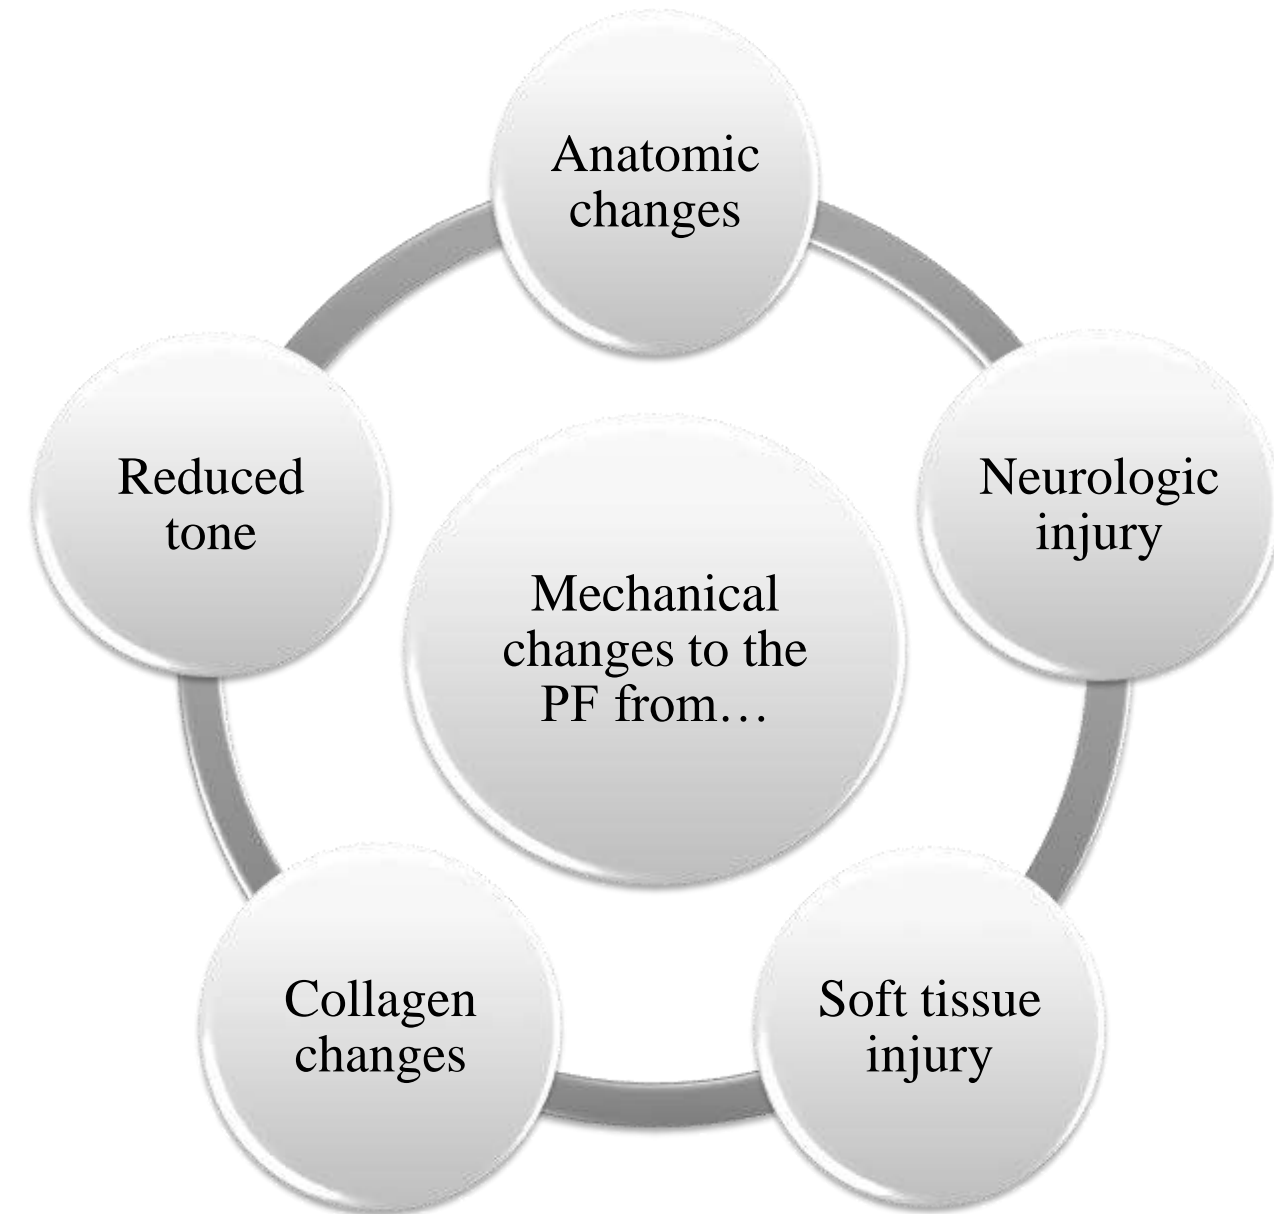 Anatomic
changes
Reduced
tone
Neurologic
injury
Mechanical
changes to the
PF from…
Collagen
changes
Soft tissue
injury